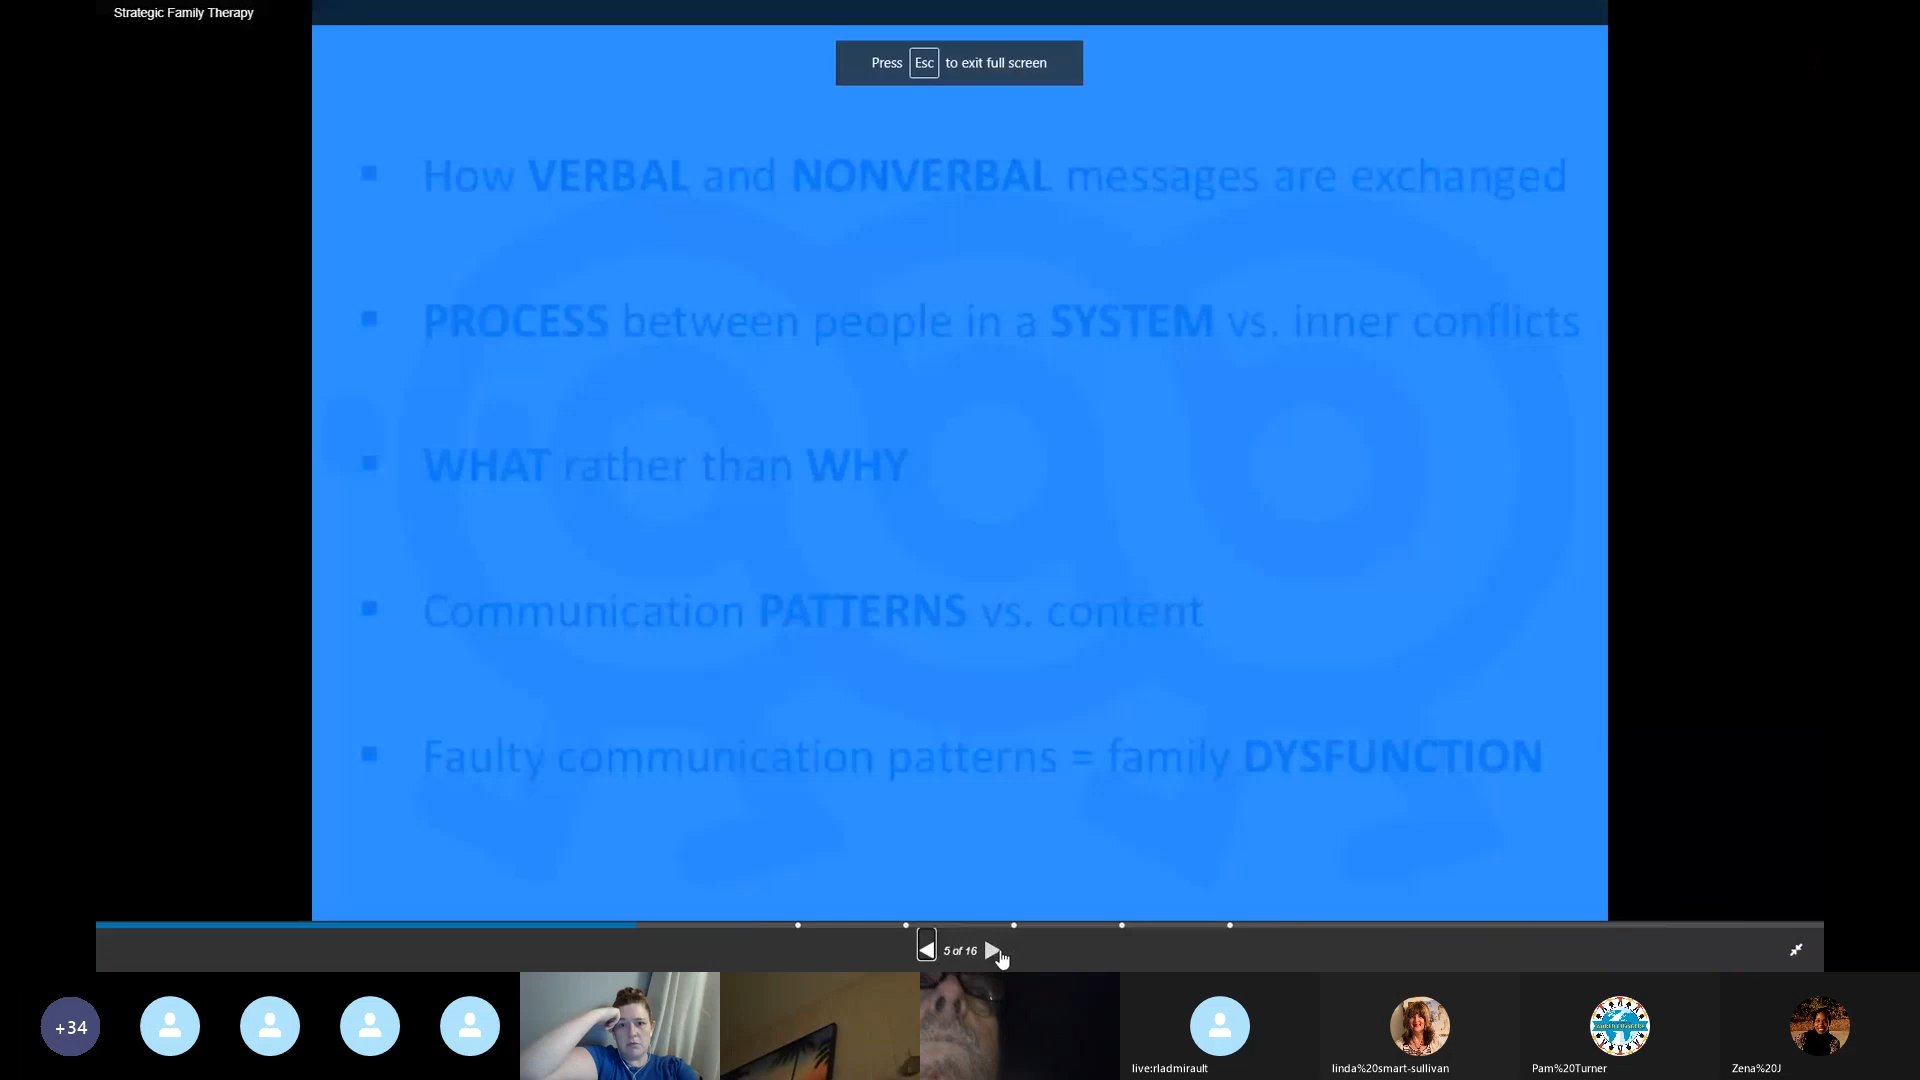 Strategic Family Therapy
Press Esc to exit full screen
▪ How VERBAL and NONVERBAL messages are exchanged
▪ PROCESS between people in a SYSTEM vs. inner conflicts
▪ WHAT rather than WHY
▪ Communication PATTERNS vs. content
▪ Faulty communication patterns = family DYSFUNCTION
5 of 16
+34
live:rladmirault
linda%20smart-sullivan
Pam%20Turner
Zena%20J